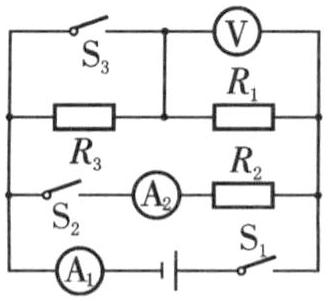 V
S₃
R₁
R₃
R₂
A₂
S₂
S₁
A₁